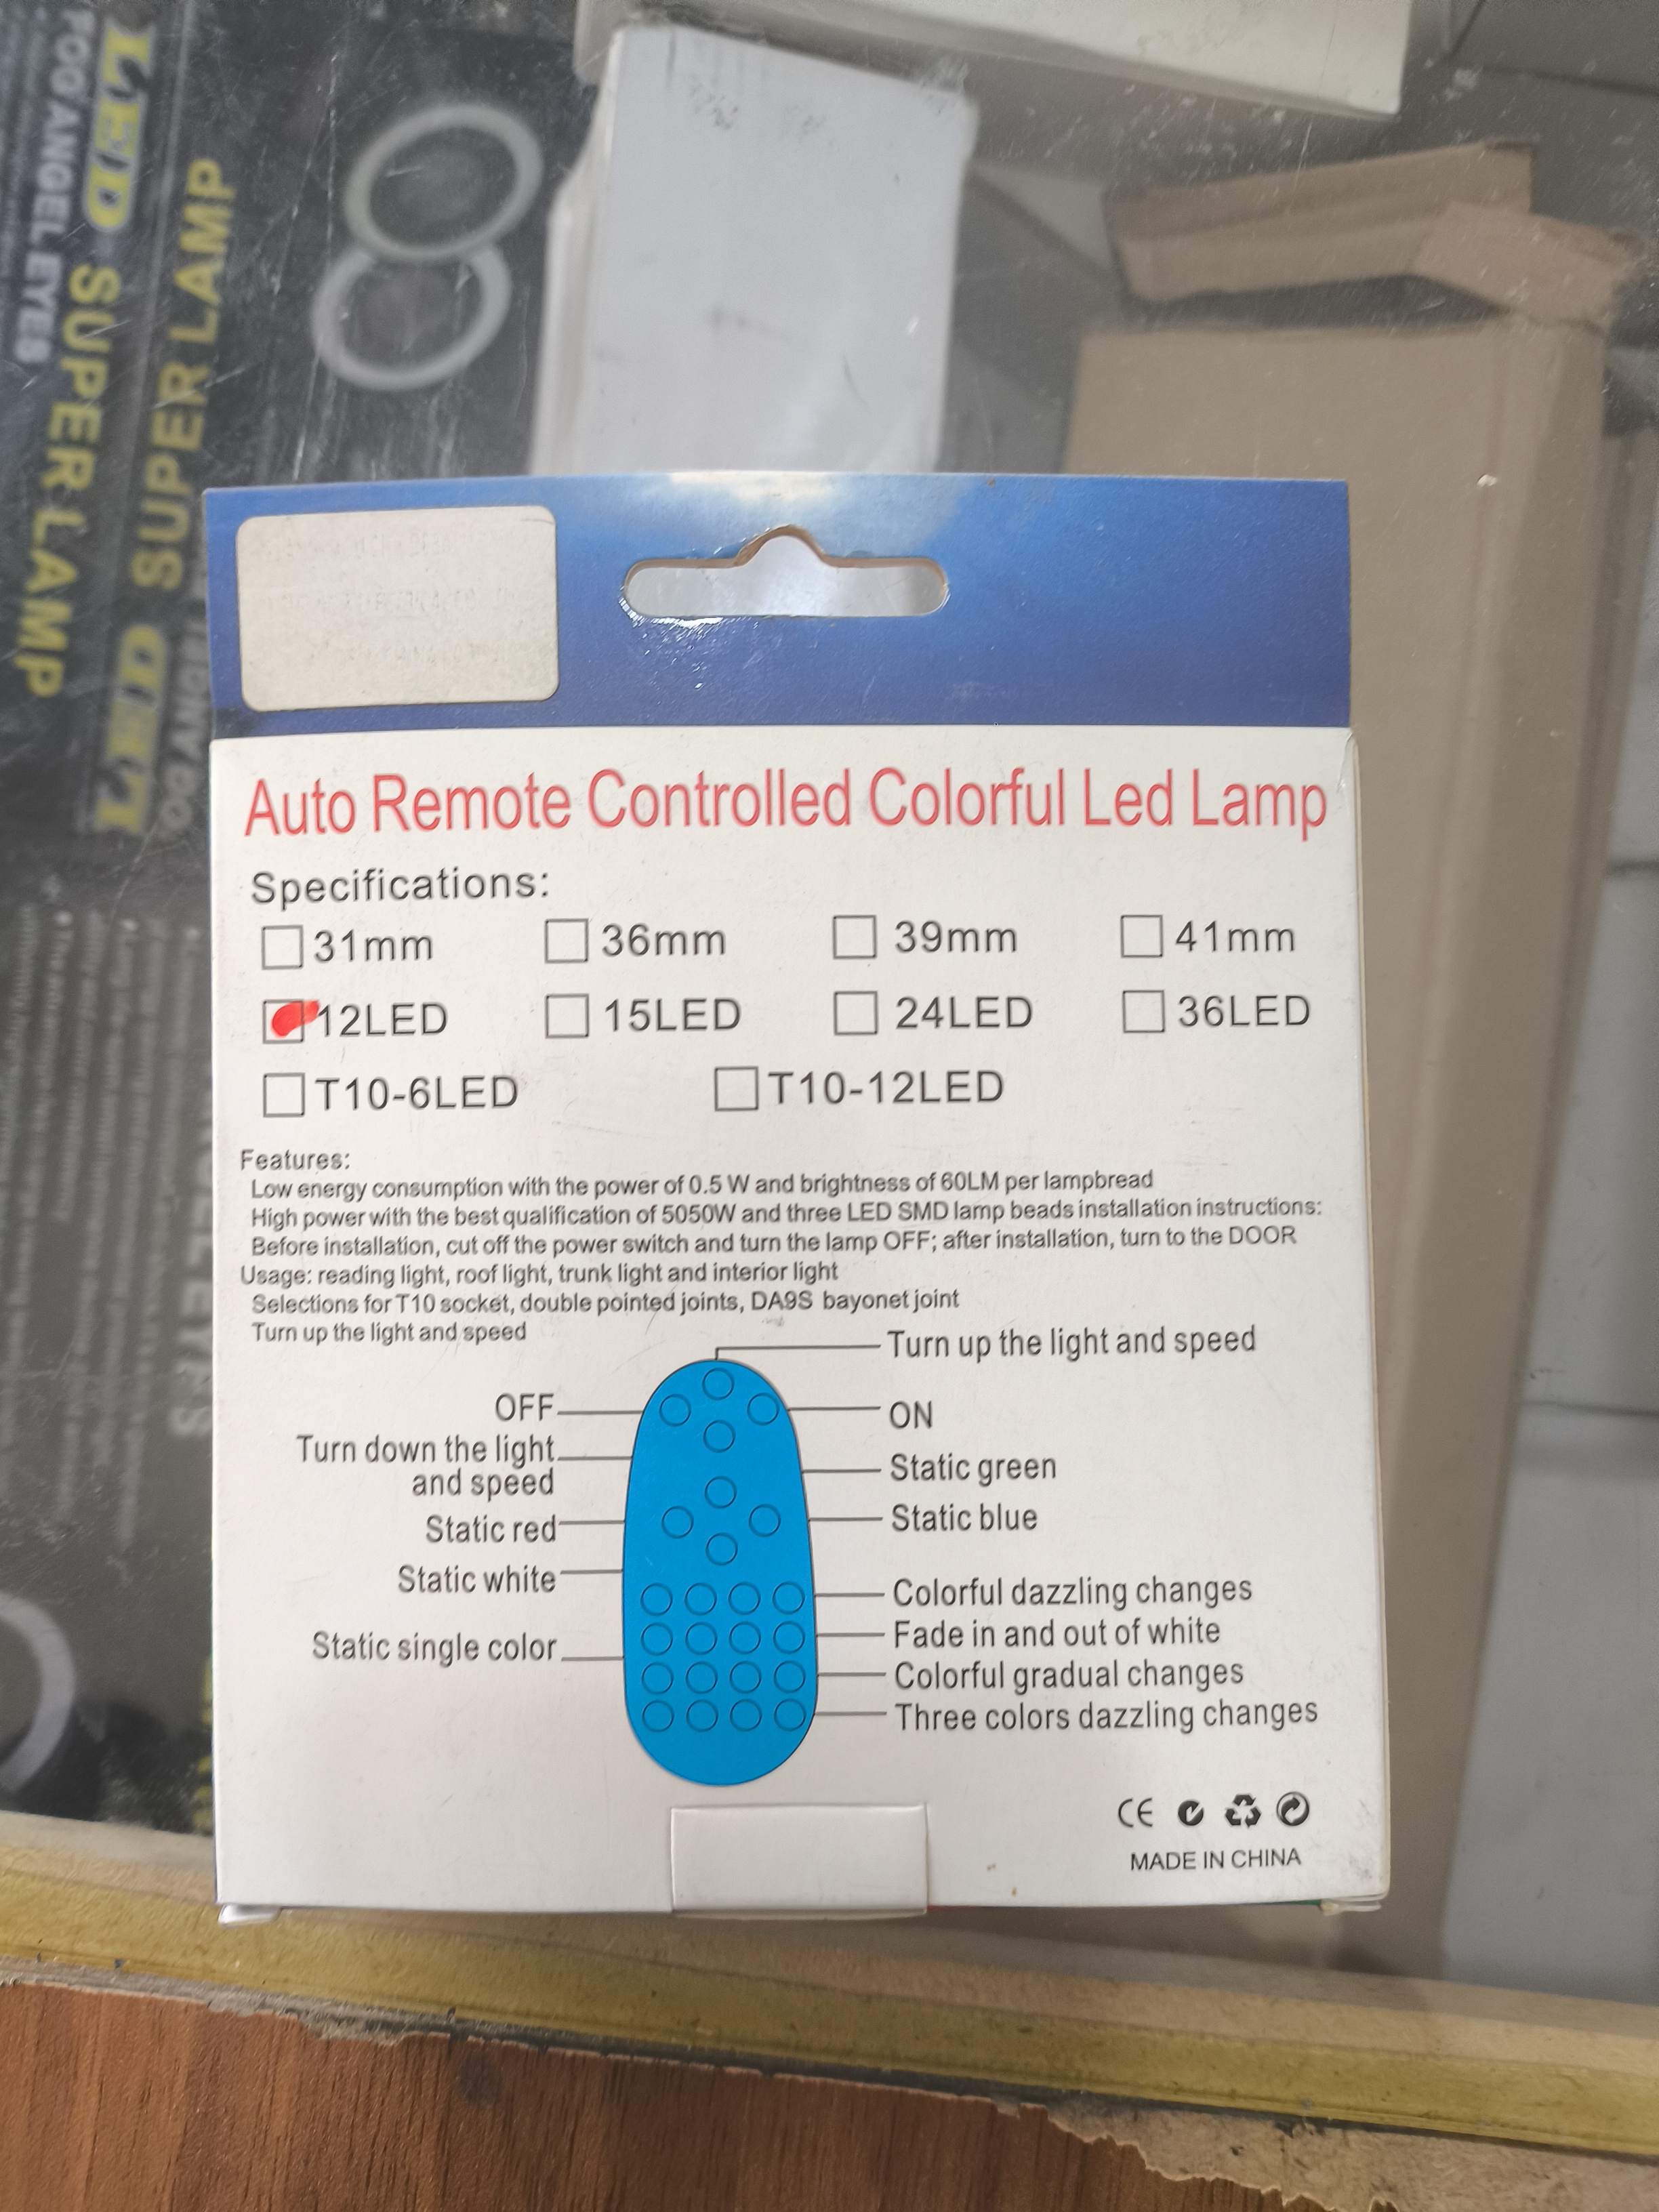 LED SUPER LAMP
FOG ANGEL EYES
SUPER LAMP
Auto Remote Controlled Colorful Led Lamp
Specifications:
31mm 36mm 39mm 41mm
12LED 15LED 24LED 36LED
T10-6LED T10-12LED
Features:
Low energy consumption with the power of 0.5 W and brightness of 60LM per lampbread
High power with the best qualification of 5050W and three LED SMD lamp beads installation instructions:
Before installation, cut off the power switch and turn the lamp OFF; after installation, turn to the DOOR
Usage: reading light, roof light, trunk light and interior light
Selections for T10 socket, double pointed joints, DA9S bayonet joint
Turn up the light and speed
Turn up the light and speed
OFF
ON
Turn down the light
and speed
Static green
Static red
Static blue
Static white
Colorful dazzling changes
Static single color
Fade in and out of white
Colorful gradual changes
Three colors dazzling changes
CE
MADE IN CHINA